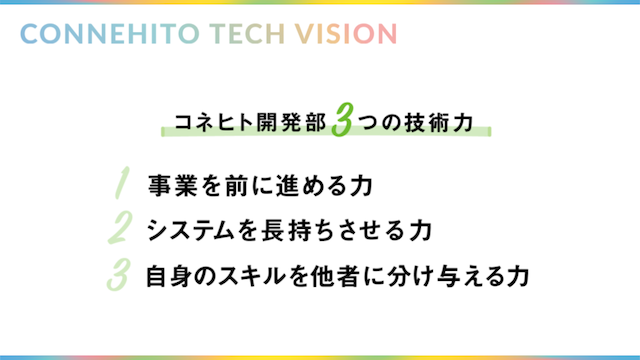 CONNEHITO TECH VISION
コネヒト開発部3つの技術力
1 事業を前に進める力
2 システムを長持ちさせる力
3 自身のスキルを他者に分け与える力